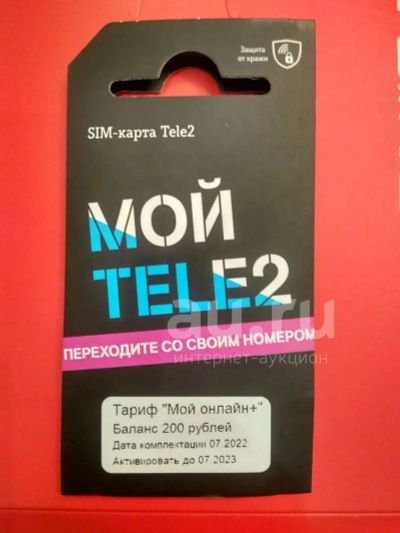 Защита
от кражи
SIM-карта Tele2
МОЙ
TELE2
au.ru
интернет-аукцион
ПЕРЕХОДИТЕ СО СВОИМ НОМЕРОМ
Тариф "Мой онлайн+"
Баланс 200 рублей
Дата комплектации 07.2022
Активировать до 07.2023